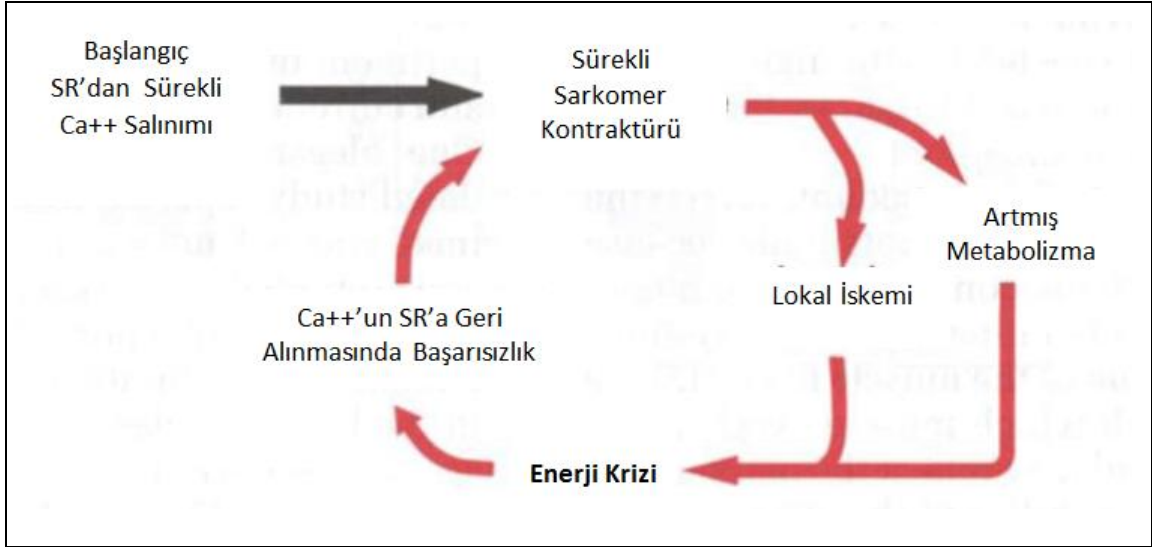 Başlangıç
SR'dan Sürekli
Ca++ Salınımı
Sürekli
Sarkomer
Kontraktürü
Artmış
Metabolizma
Lokal İskemi
Ca++'un SR'a Geri
Alınmasında Başarısızlık
Enerji Krizi